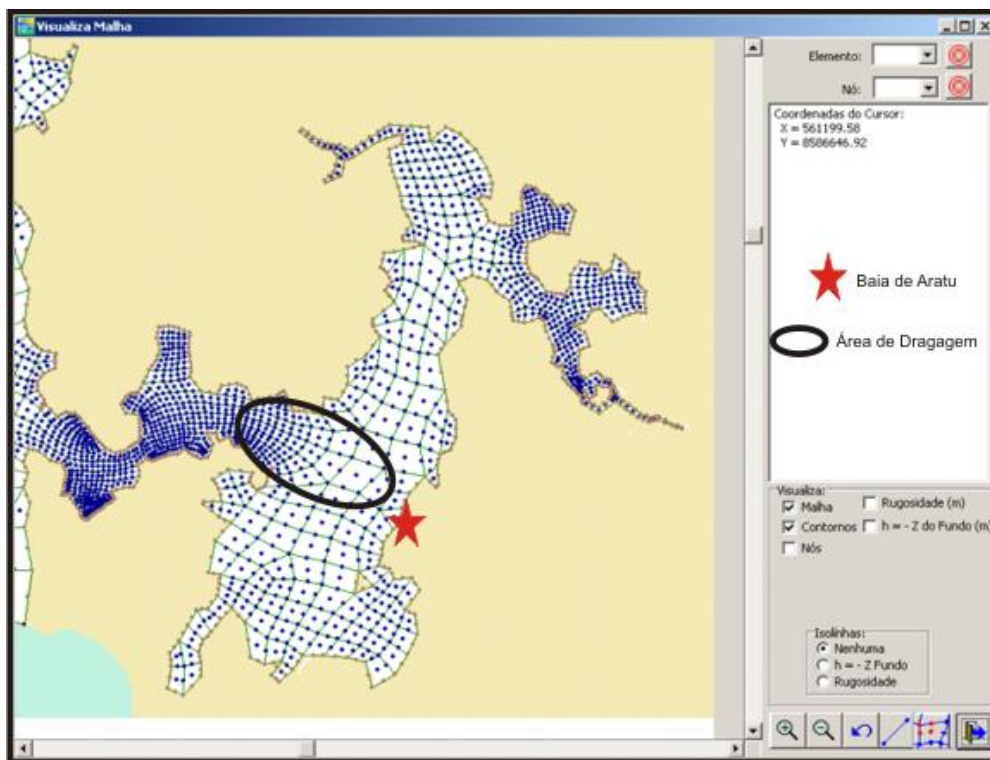 Visualiza Malha
Elemento:
Nó:
Coordenadas do Cursor:
X = 561199.58
Y = 8586646.92
Baia de Aratu
Área de Dragagem
Visualiza:
Malha
Rugosidade (m)
Contornos
h = - Z do Fundo (m)
Nós
Isolinhas:
Nenhuma
h = - Z Fundo
Rugosidade